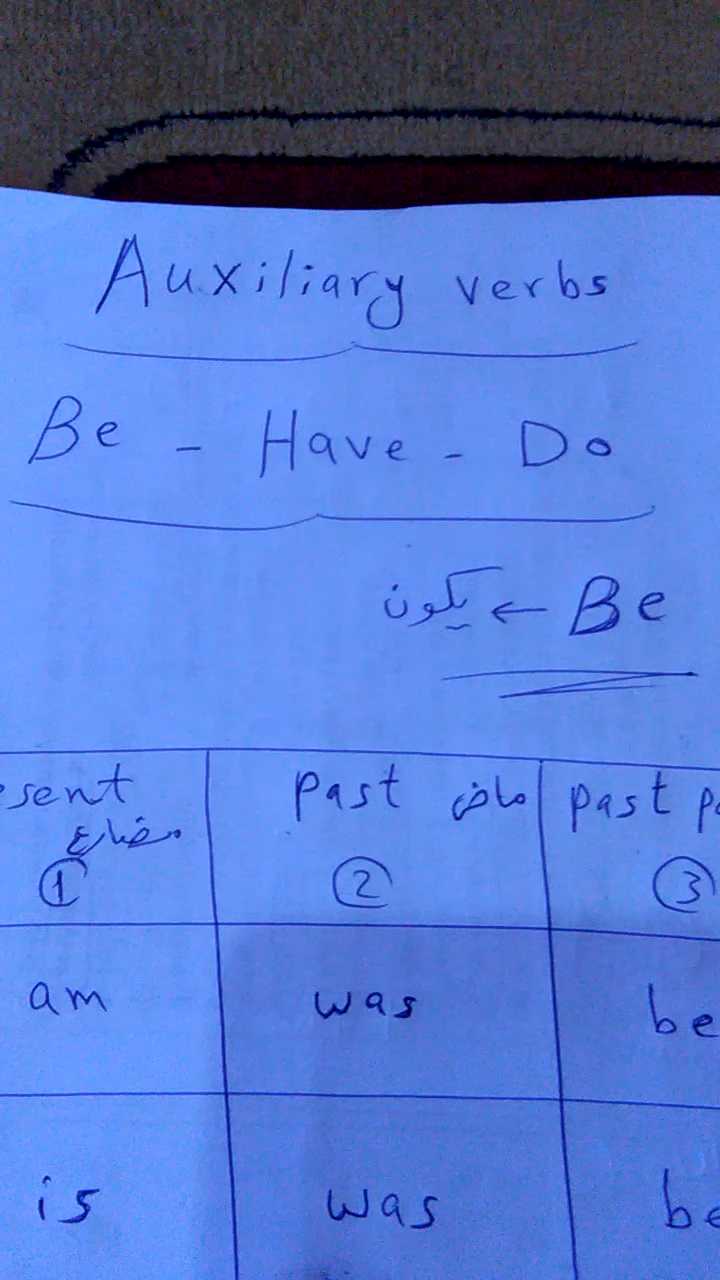 Auxiliary verbs
Be - Have - Do
Be → يكون
sent Past ماض Past
مضارع
① ② ③
am was be
is was be